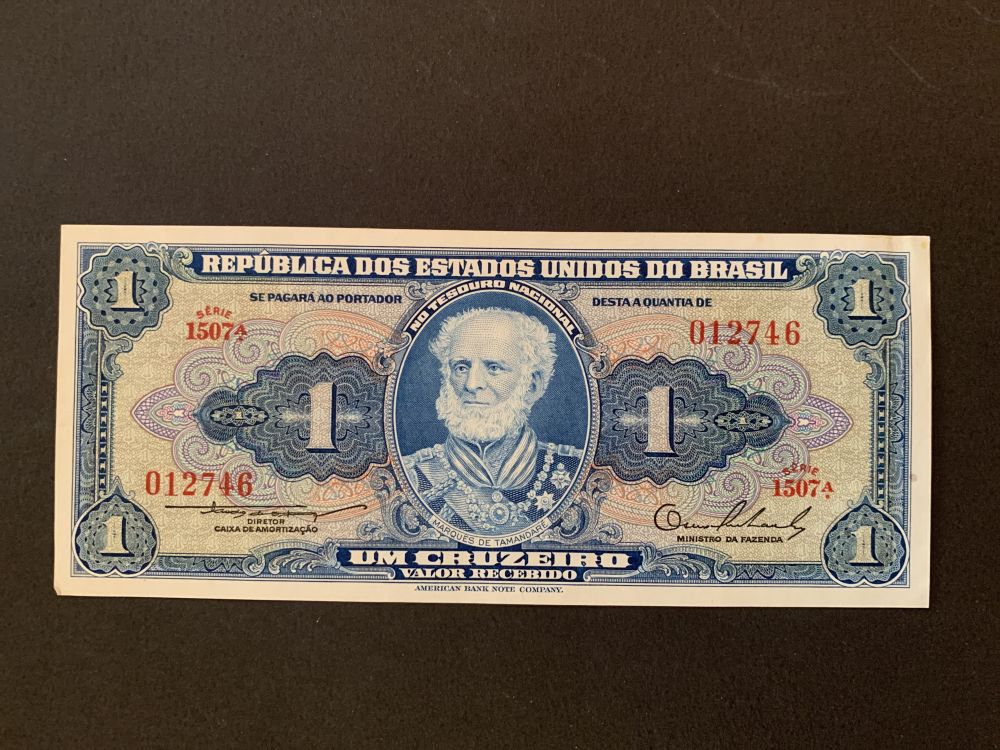 1 REPÚBLICA DOS ESTADOS UNIDOS DO BRASIL 1
SE PAGARÁ AO PORTADOR
NO TESOURO NACIONAL
DESTA A QUANTIA DE
SÉRIE
1507A
012746
1
1
012746
SÉRIE
1507A
DIRETOR
CAIXA DE AMORTIZAÇÃO
MARQUÊS DE TAMANDARÉ
MINISTRO DA FAZENDA
1
UM CRUZEIRO
1
VALOR RECEBIDO
AMERICAN BANK NOTE COMPANY.